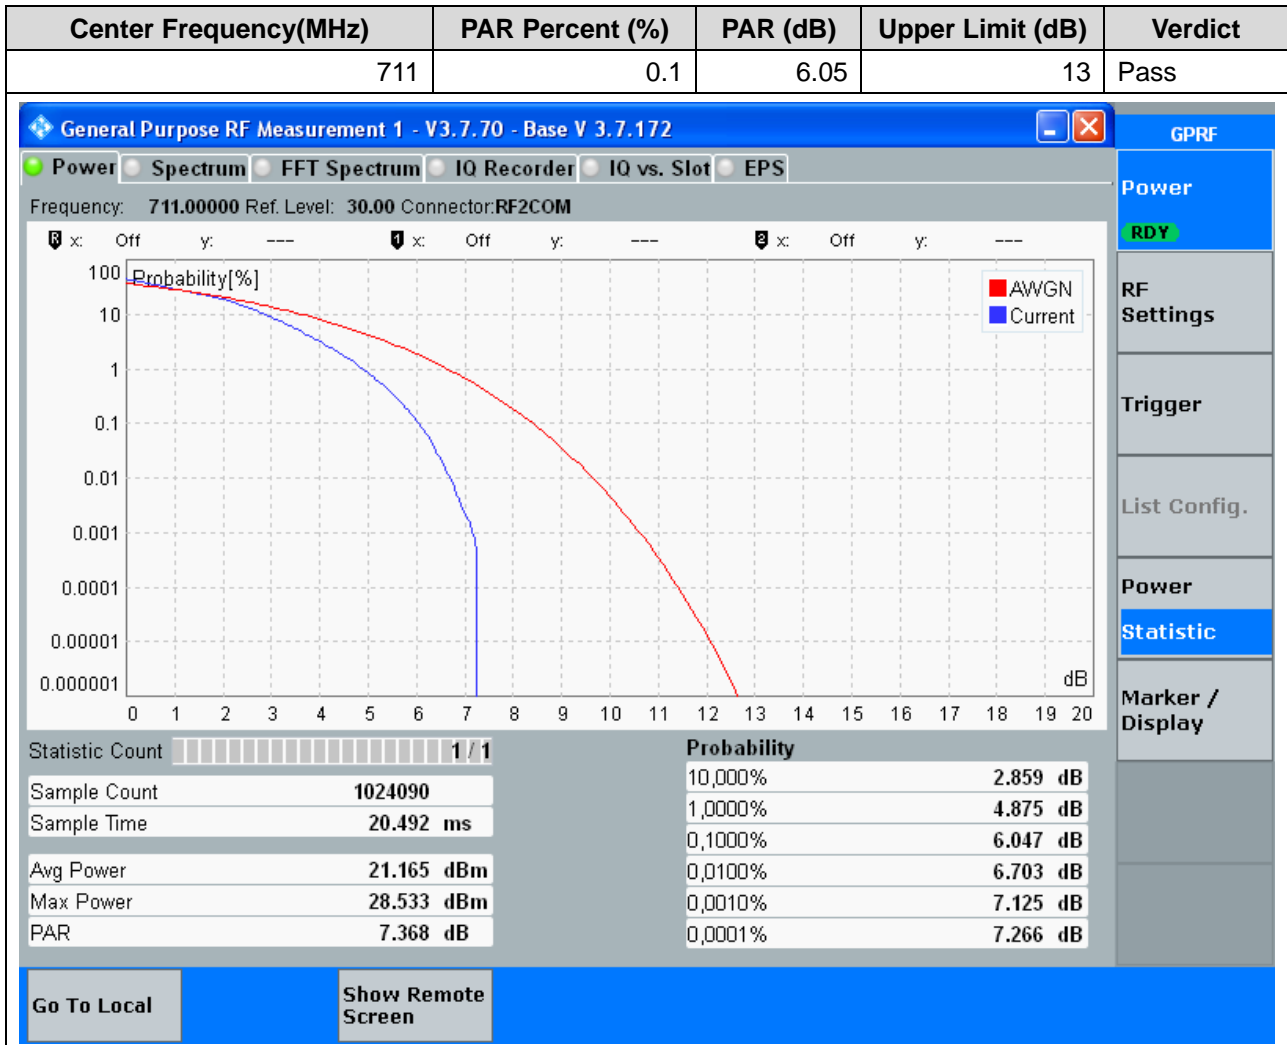 Center Frequency(MHz) PAR Percent (%) PAR (dB) Upper Limit (dB) Verdict
711 0.1 6.05 13 Pass
General Purpose RF Measurement 1 - V3.7.70 - Base V 3.7.172
GPRF
Power Spectrum FFT Spectrum IQ Recorder IQ vs. Slot EPS
Power
RDY
Frequency: 711.00000 Ref. Level: 30.00 Connector:RF2COM
R x: Off y: --- 1 x: Off y: --- 2 x: Off y: ---
Probability[%]
AWGN
Current
100
10
1
0.1
0.01
0.001
0.0001
0.00001
0.000001
dB
0 1 2 3 4 5 6 7 8 9 10 11 12 13 14 15 16 17 18 19 20
RF
Settings
Trigger
List Config.
Power
Statistic
Marker /
Display
Statistic Count 1 / 1
Sample Count 1024090
Sample Time 20.492 ms
Avg Power 21.165 dBm
Max Power 28.533 dBm
PAR 7.368 dB
Probability
10,000% 2.859 dB
1,0000% 4.875 dB
0,1000% 6.047 dB
0,0100% 6.703 dB
0,0010% 7.125 dB
0,0001% 7.266 dB
Go To Local
Show Remote
Screen